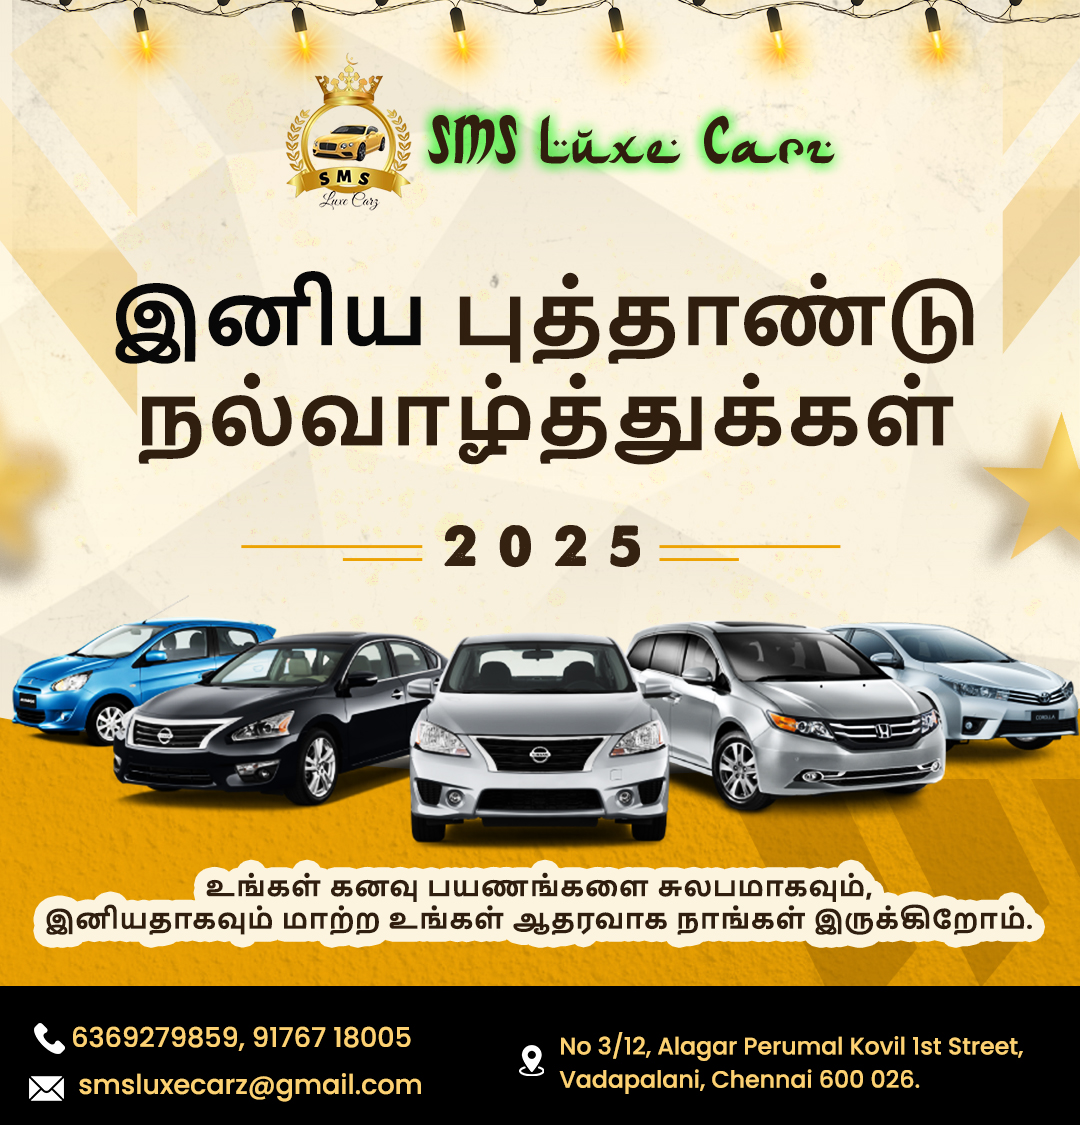 SMS
Luxe Carz
SMS Luxe Carz
இனிய புத்தாண்டு
நல்வாழ்த்துக்கள்
2025
COROLLA
உங்கள் கனவு பயணங்களை சுலபமாகவும்,
இனியதாகவும் மாற்ற உங்கள் ஆதரவாக நாங்கள் இருக்கிறோம்.
6369279859, 91767 18005
smsluxecarz@gmail.com
No 3/12, Alagar Perumal Kovil 1st Street,
Vadapalani, Chennai 600 026.